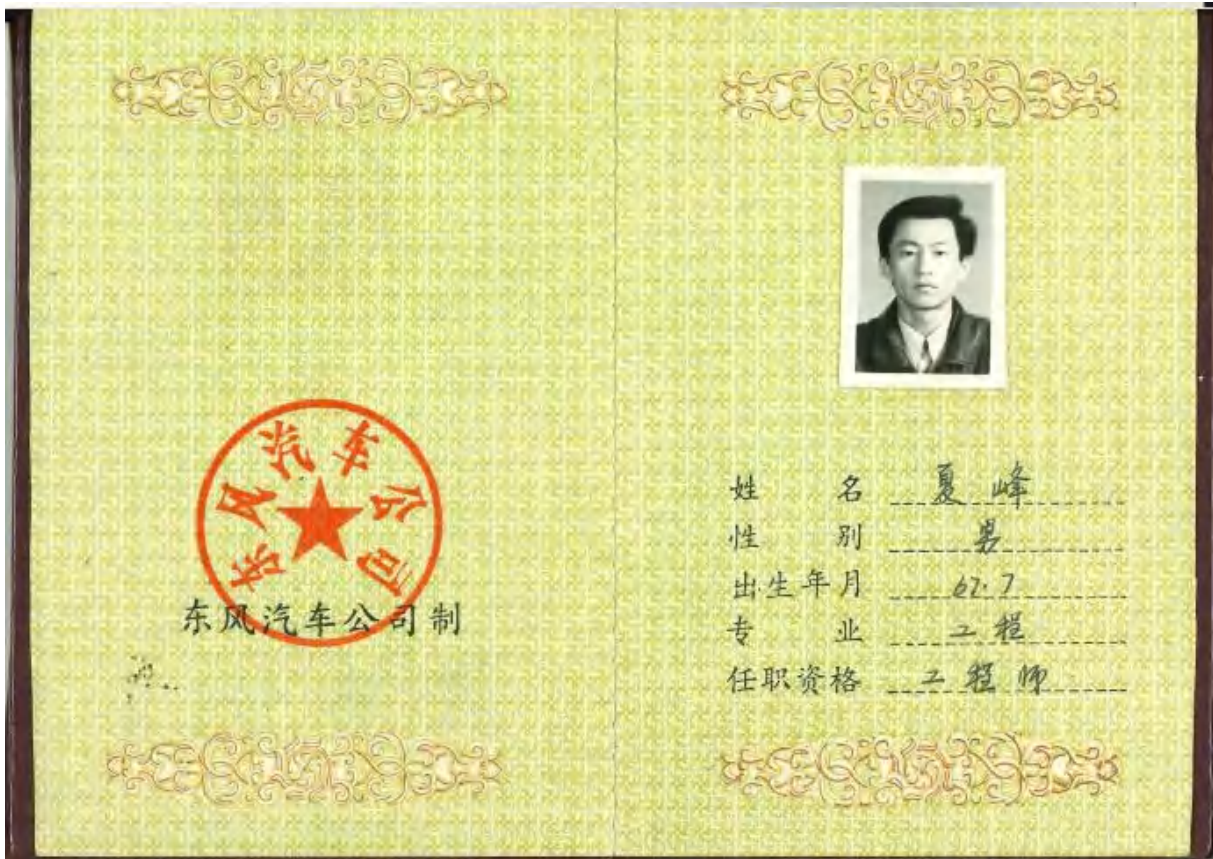 东风汽车公司
东风汽车公司制
姓名 夏峰
性别 男
出生年月 67.7
专业 工程
任职资格 工程师